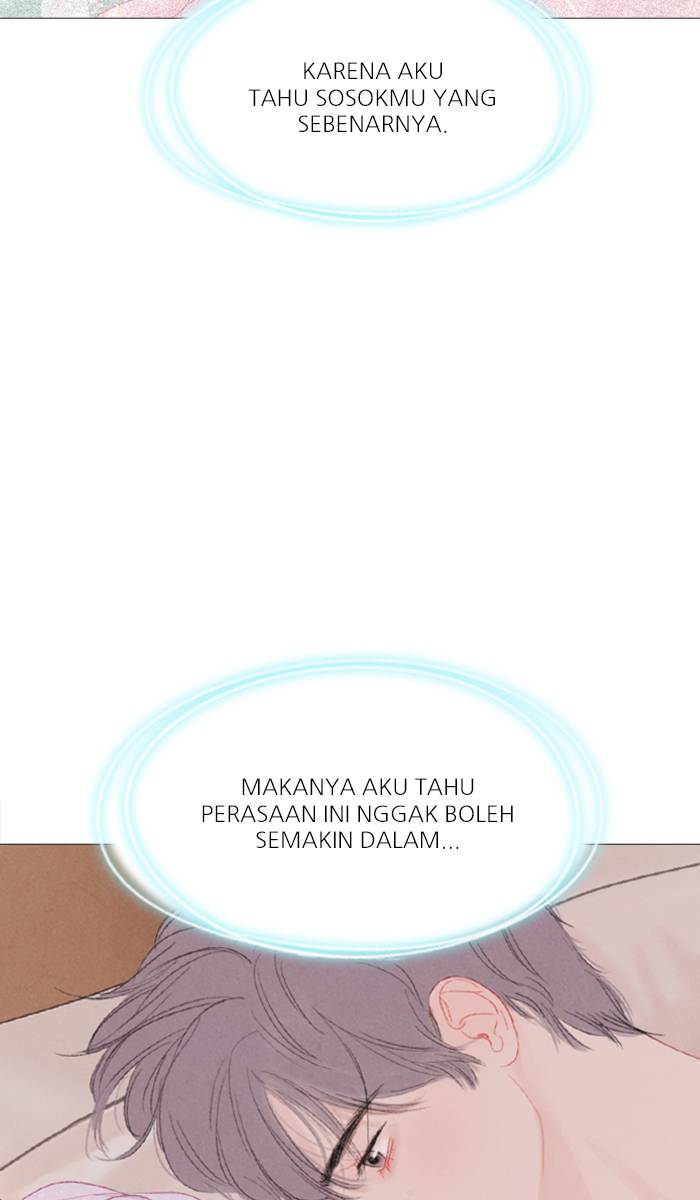 KARENA AKU
TAHU SOSOKMU YANG
SEBENARNYA.
MAKANYA AKU TAHU
PERASAAN INI NGGAK BOLEH
SEMAKIN DALAM...